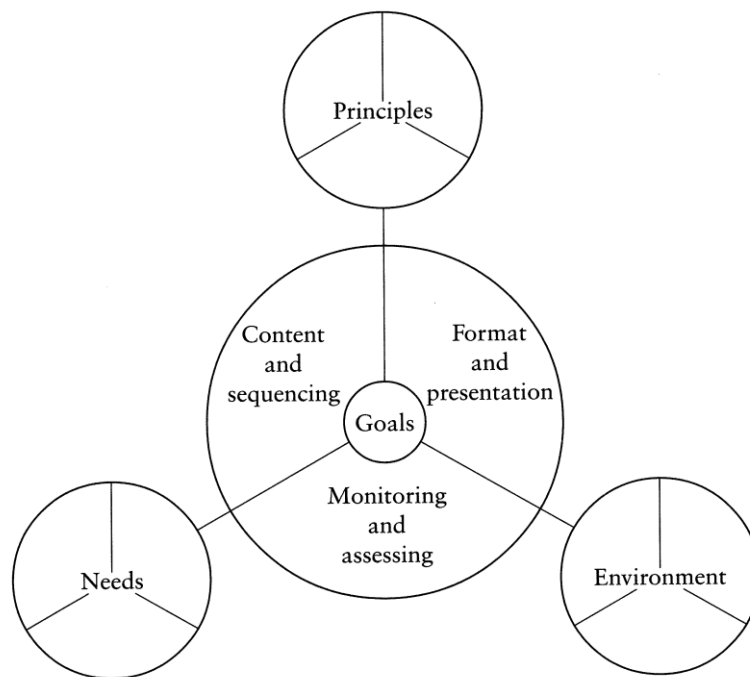 Principles
Content
and
sequencing
Format
and
presentation
Goals
Monitoring
and
assessing
Needs
Environment